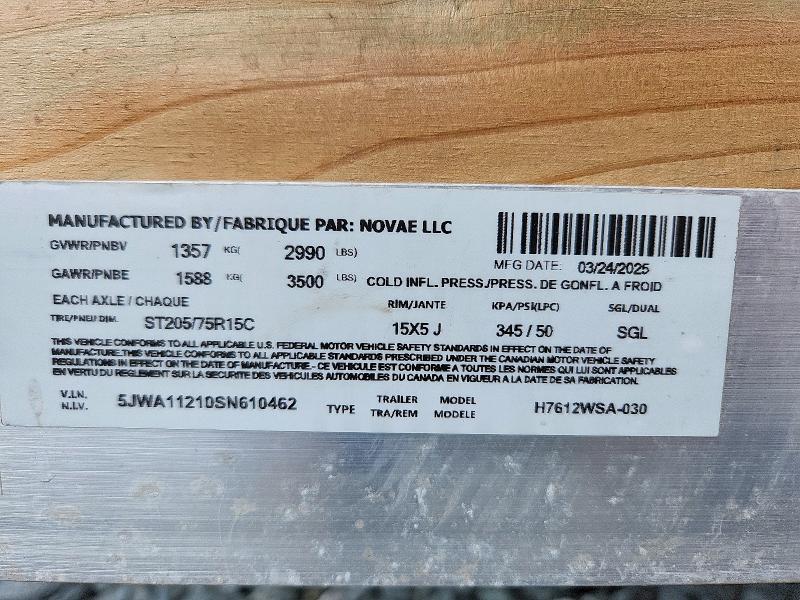 MANUFACTURED BY/FABRIQUE PAR: NOVAE LLC
GVWR/PNBV 1357 KG( 2990 LBS)
MFG DATE: 03/24/2025
GAWR/PNBE 1588 KG( 3500 LBS) COLD INFL. PRESS./PRESS. DE GONFL. A FROID
EACH AXLE / CHAQUE RIM/JANTE KPA/PSI(LPC) SGL/DUAL
TIRE/PNEU DIM. ST205/75R15C 15X5 J 345 / 50 SGL
THIS VEHICLE CONFORMS TO ALL APPLICABLE U.S. FEDERAL MOTOR VEHICLE SAFETY STANDARDS IN EFFECT ON THE DATE OF
MANUFACTURE.THIS VEHICLE CONFORMS TO ALL APPLICABLE STANDARDS PRESCRIBED UNDER THE CANADIAN MOTOR VEHICLE SAFETY
REGULATIONS IN EFFECT ON THE DATE OF MANUFACTURE.- CE VEHICULE EST CONFORME A TOUTES LES NORMES QUI LUI SONT APPLICABLES
EN VERTU DU REGLEMENT SUR LA SECURITE DES VEHICULES AUTOMOBILES DU CANADA EN VIGUEUR A LA DATE DE SA FABRICATION.
V.I.N. 5JWA11210SN610462 TYPE TRAILER MODEL H7612WSA-030
N.I.V. TRA/REM MODELE